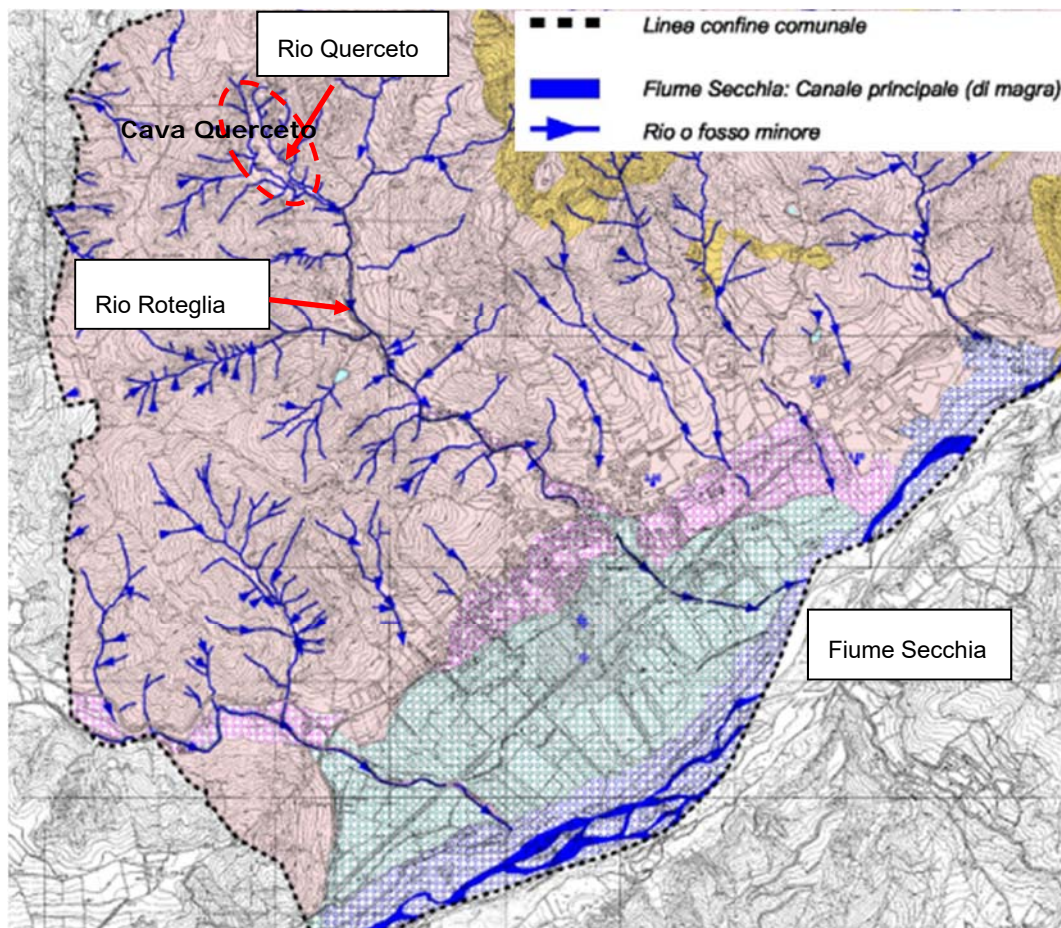 Linea confine comunale
Rio Querceto
Fiume Secchia: Canale principale (di magra)
Cava Querceto
Rio o fosso minore
Rio Roteglia
Fiume Secchia